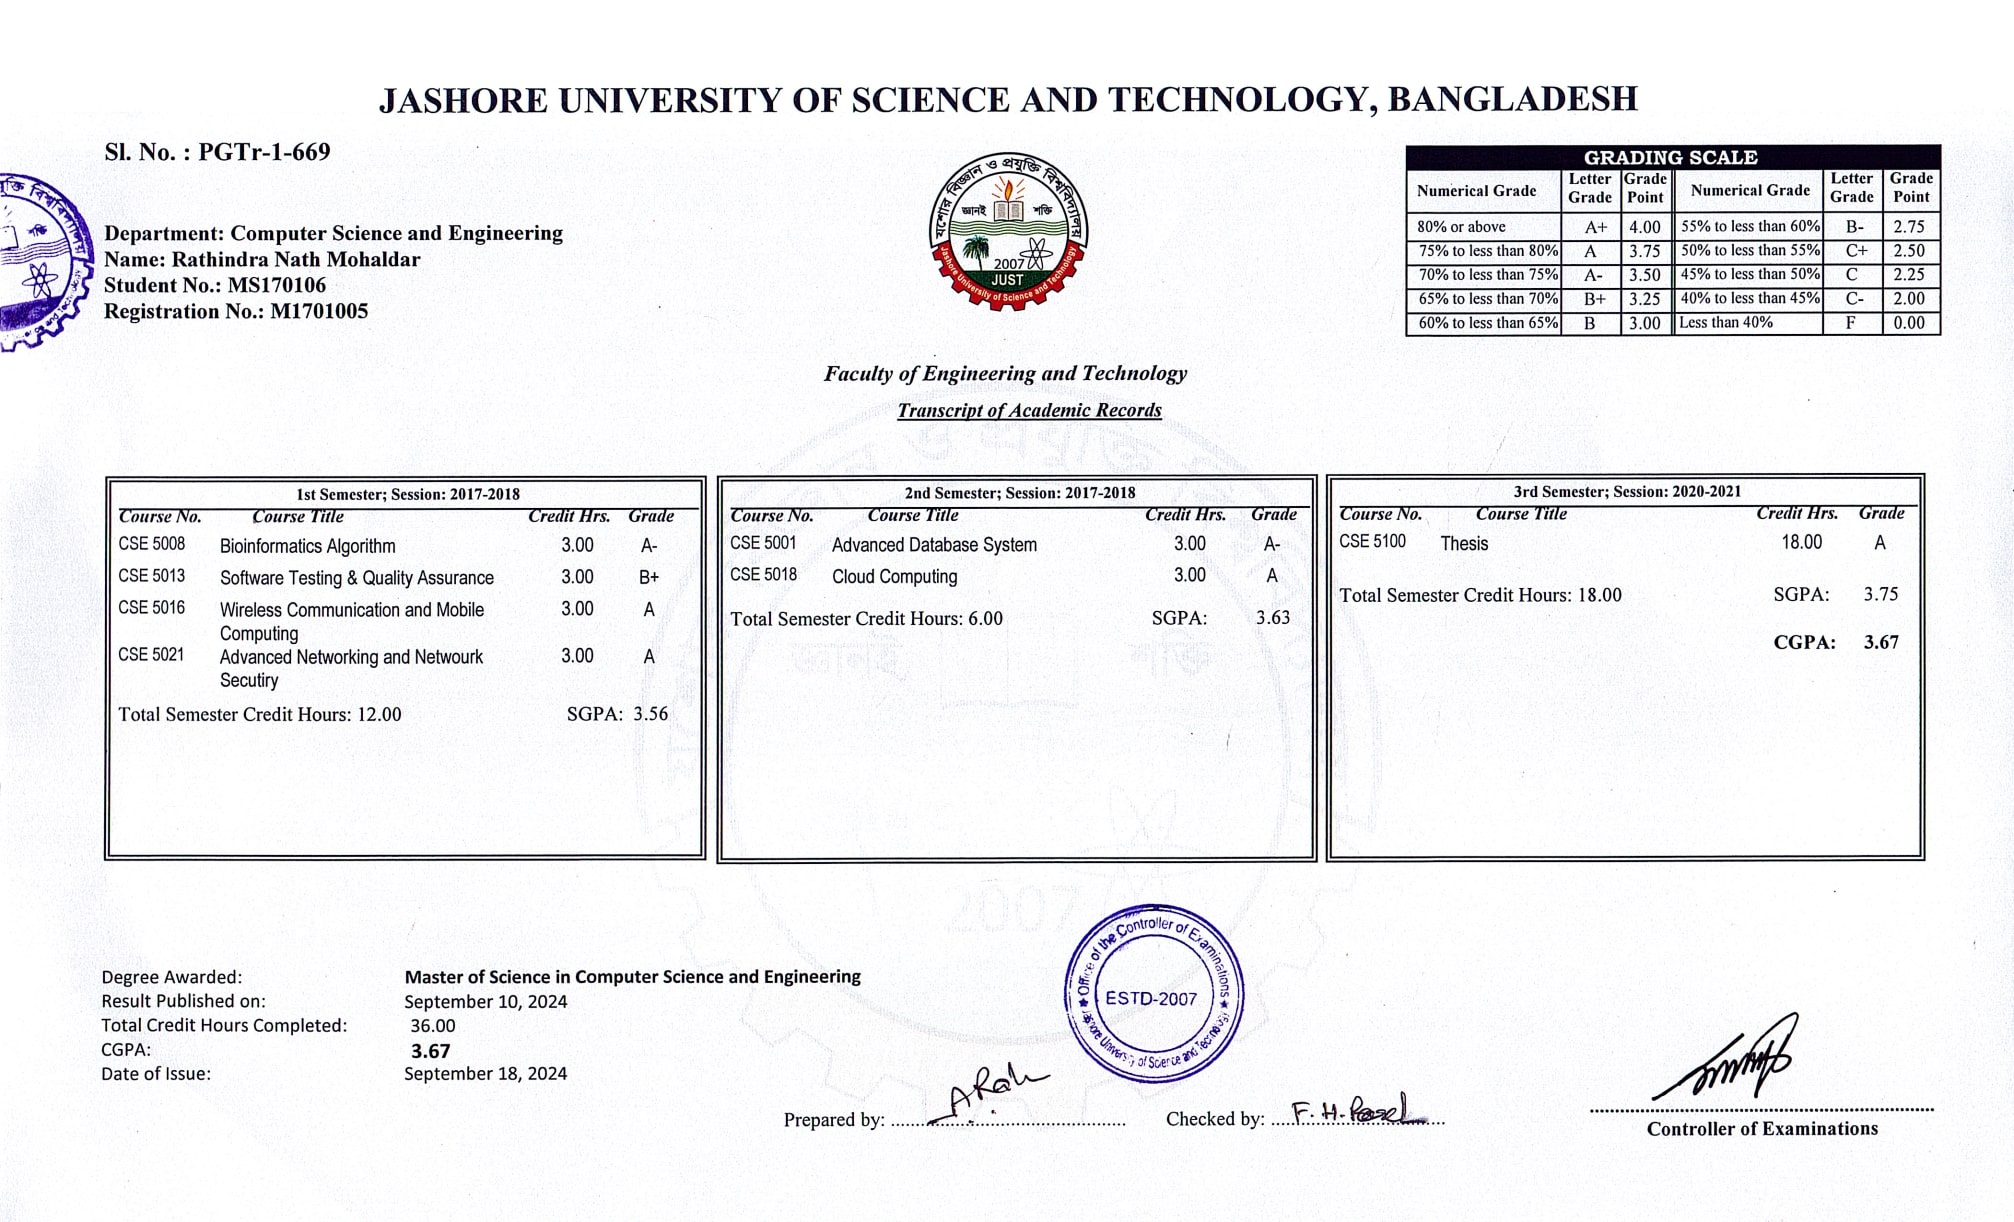 JASHORE UNIVERSITY OF SCIENCE AND TECHNOLOGY, BANGLADESH
Sl. No. : PGTr-1-669
Department: Computer Science and Engineering
Name: Rathindra Nath Mohaldar
Student No.: MS170106
Registration No.: M1701005
যশোর বিজ্ঞান ও প্রযুক্তি বিশ্ববিদ্যালয়
জ্ঞানই শক্তি
2007
JUST
Jashore University of Science and Technology
GRADING SCALE
Numerical Grade Letter Grade Grade Point Numerical Grade Letter Grade Grade Point
80% or above A+ 4.00 55% to less than 60% B- 2.75
75% to less than 80% A 3.75 50% to less than 55% C+ 2.50
70% to less than 75% A- 3.50 45% to less than 50% C 2.25
65% to less than 70% B+ 3.25 40% to less than 45% C- 2.00
60% to less than 65% B 3.00 Less than 40% F 0.00
Faculty of Engineering and Technology
Transcript of Academic Records
1st Semester; Session: 2017-2018
Course No. Course Title Credit Hrs. Grade
CSE 5008 Bioinformatics Algorithm 3.00 A-
CSE 5013 Software Testing & Quality Assurance 3.00 B+
CSE 5016 Wireless Communication and Mobile 3.00 A
Computing
CSE 5021 Advanced Networking and Netwourk 3.00 A
Secutiry
Total Semester Credit Hours: 12.00 SGPA: 3.56
2nd Semester; Session: 2017-2018
Course No. Course Title Credit Hrs. Grade
CSE 5001 Advanced Database System 3.00 A-
CSE 5018 Cloud Computing 3.00 A
Total Semester Credit Hours: 6.00 SGPA: 3.63
3rd Semester; Session: 2020-2021
Course No. Course Title Credit Hrs. Grade
CSE 5100 Thesis 18.00 A
Total Semester Credit Hours: 18.00 SGPA: 3.75
CGPA: 3.67
Degree Awarded: Master of Science in Computer Science and Engineering
Result Published on: September 10, 2024
Total Credit Hours Completed: 36.00
CGPA: 3.67
Date of Issue: September 18, 2024
Office of the Controller of Examinations
ESTD-2007
Jashore University of Science and Technology
Prepared by:
Checked by: F. H.
Controller of Examinations